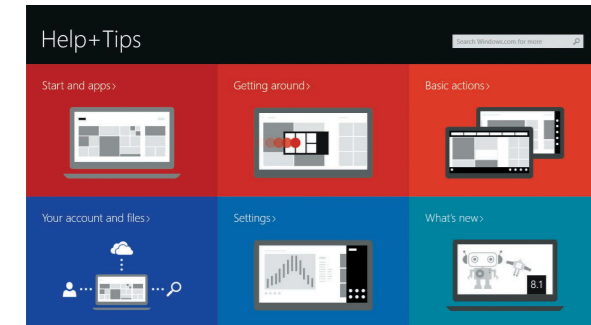 Help+Tips
Search Windows.com for more
Start and apps>
Getting around>
Basic actions>
Your account and files>
Settings>
What's new>
8.1